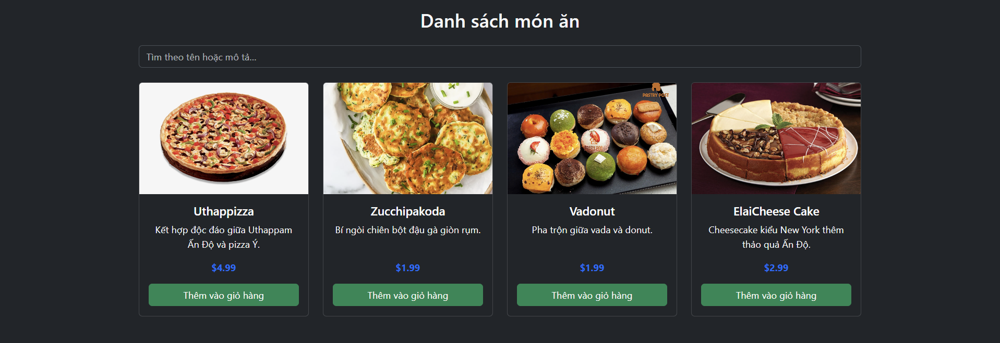 Danh sách món ăn
Tìm theo tên hoặc mô tả...
PASTRY POST
Uthappizza
Kết hợp độc đáo giữa Uthappam
Ấn Độ và pizza Ý.
$4.99
Thêm vào giỏ hàng
Zucchipakoda
Bí ngòi chiên bột đậu gà giòn rụm.
$1.99
Thêm vào giỏ hàng
Vadonut
Pha trộn giữa vada và donut.
$1.99
Thêm vào giỏ hàng
ElaiCheese Cake
Cheesecake kiểu New York thêm
thảo quả Ấn Độ.
$2.99
Thêm vào giỏ hàng